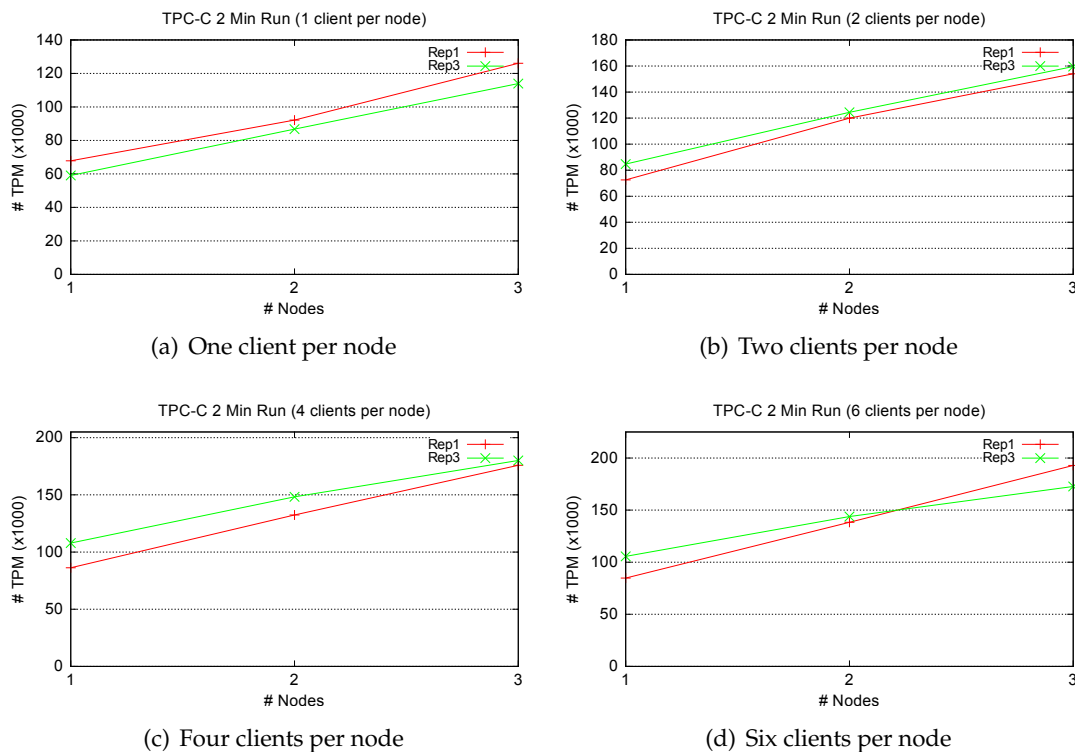 TPC-C 2 Min Run (1 client per node)
140
120
100
80
60
40
20
0
# TPM (x1000)
Rep1
Rep3
1 2 3
# Nodes
(a) One client per node
TPC-C 2 Min Run (2 clients per node)
180
160
140
120
100
80
60
40
20
0
# TPM (x1000)
Rep1
Rep3
1 2 3
# Nodes
(b) Two clients per node
TPC-C 2 Min Run (4 clients per node)
200
150
100
50
0
# TPM (x1000)
Rep1
Rep3
1 2 3
# Nodes
(c) Four clients per node
TPC-C 2 Min Run (6 clients per node)
200
150
100
50
0
# TPM (x1000)
Rep1
Rep3
1 2 3
# Nodes
(d) Six clients per node